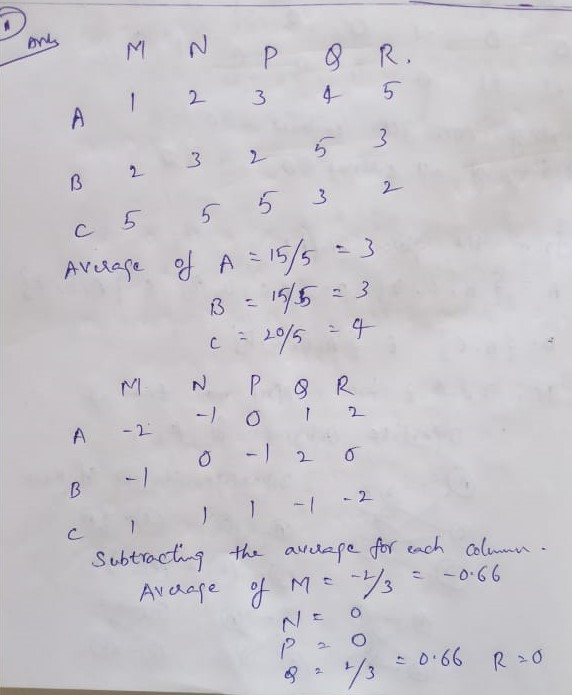 1
Ans
M N P Q R.
A 1 2 3 4 5
B 2 3 2 5 3
C 5 5 5 3 2
Average of A = 15/5 = 3
B = 15/5 = 3
C = 20/5 = 4
M N P Q R
A -2 -1 0 1 2
B -1 0 -1 2 0
C 1 1 1 -1 -2
Subtracting the average for each column.
Average of M = -2/3 = -0.66
N = 0
P = 0
Q = 2/3 = 0.66 R = 0